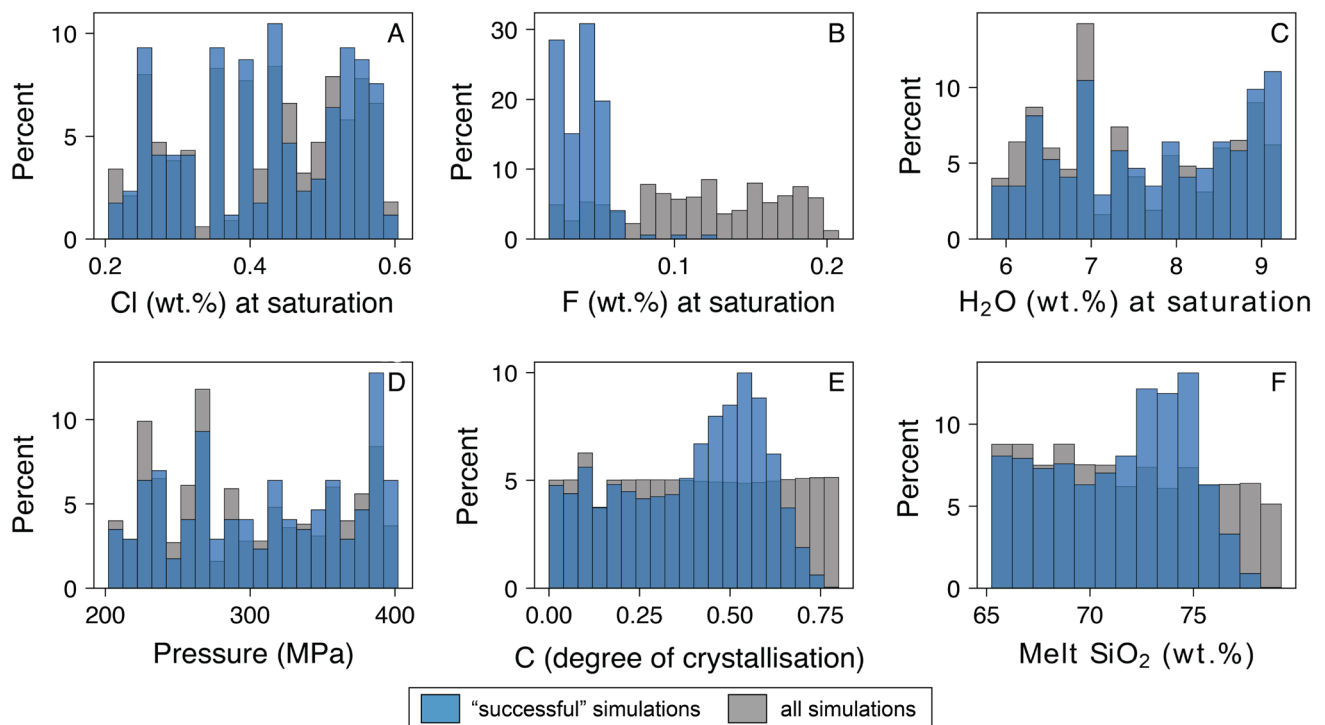 A
10
5
0
Percent
0.2 0.4 0.6
Cl (wt.%) at saturation
B
30
20
10
0
Percent
0.1 0.2
F (wt.%) at saturation
C
10
5
0
Percent
6 7 8 9
H₂O (wt.%) at saturation
D
10
5
0
Percent
200 300 400
Pressure (MPa)
E
10
5
0
Percent
0.00 0.25 0.50 0.75
C (degree of crystallisation)
F
10
5
0
Percent
65 70 75
Melt SiO₂ (wt.%)
“successful” simulations all simulations